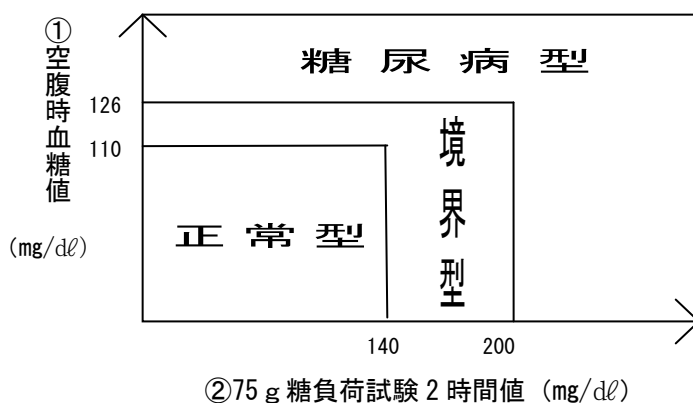 ①空腹時血糖値
(mg/dℓ)
糖尿病型
126
110
境界型
正常型
140
200
②75ｇ糖負荷試験２時間値 (mg/dℓ)